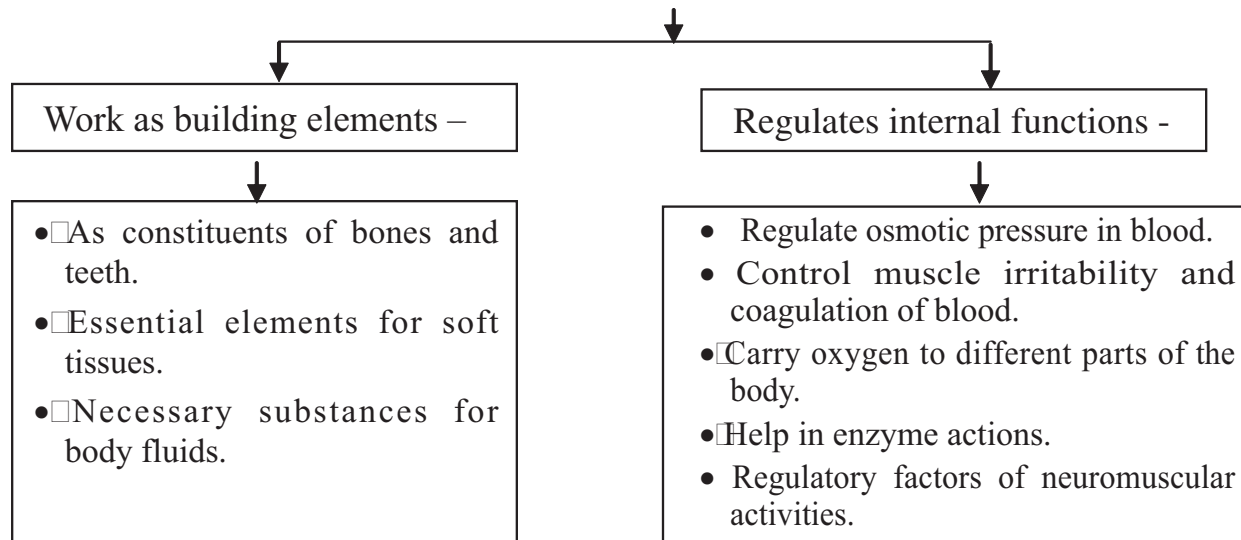 Work as building elements –
Regulates internal functions -
•□As constituents of bones and
teeth.
•□Essential elements for soft
tissues.
•□Necessary substances for
body fluids.
• Regulate osmotic pressure in blood.
• Control muscle irritability and
coagulation of blood.
•□Carry oxygen to different parts of the
body.
•□Help in enzyme actions.
• Regulatory factors of neuromuscular
activities.